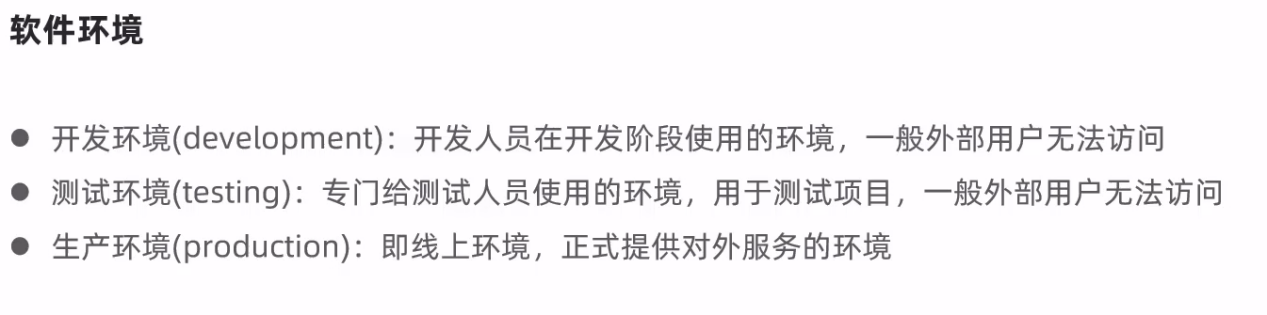 软件环境
● 开发环境(development)：开发人员在开发阶段使用的环境，一般外部用户无法访问
● 测试环境(testing)：专门给测试人员使用的环境，用于测试项目，一般外部用户无法访问
● 生产环境(production)：即线上环境，正式提供对外服务的环境